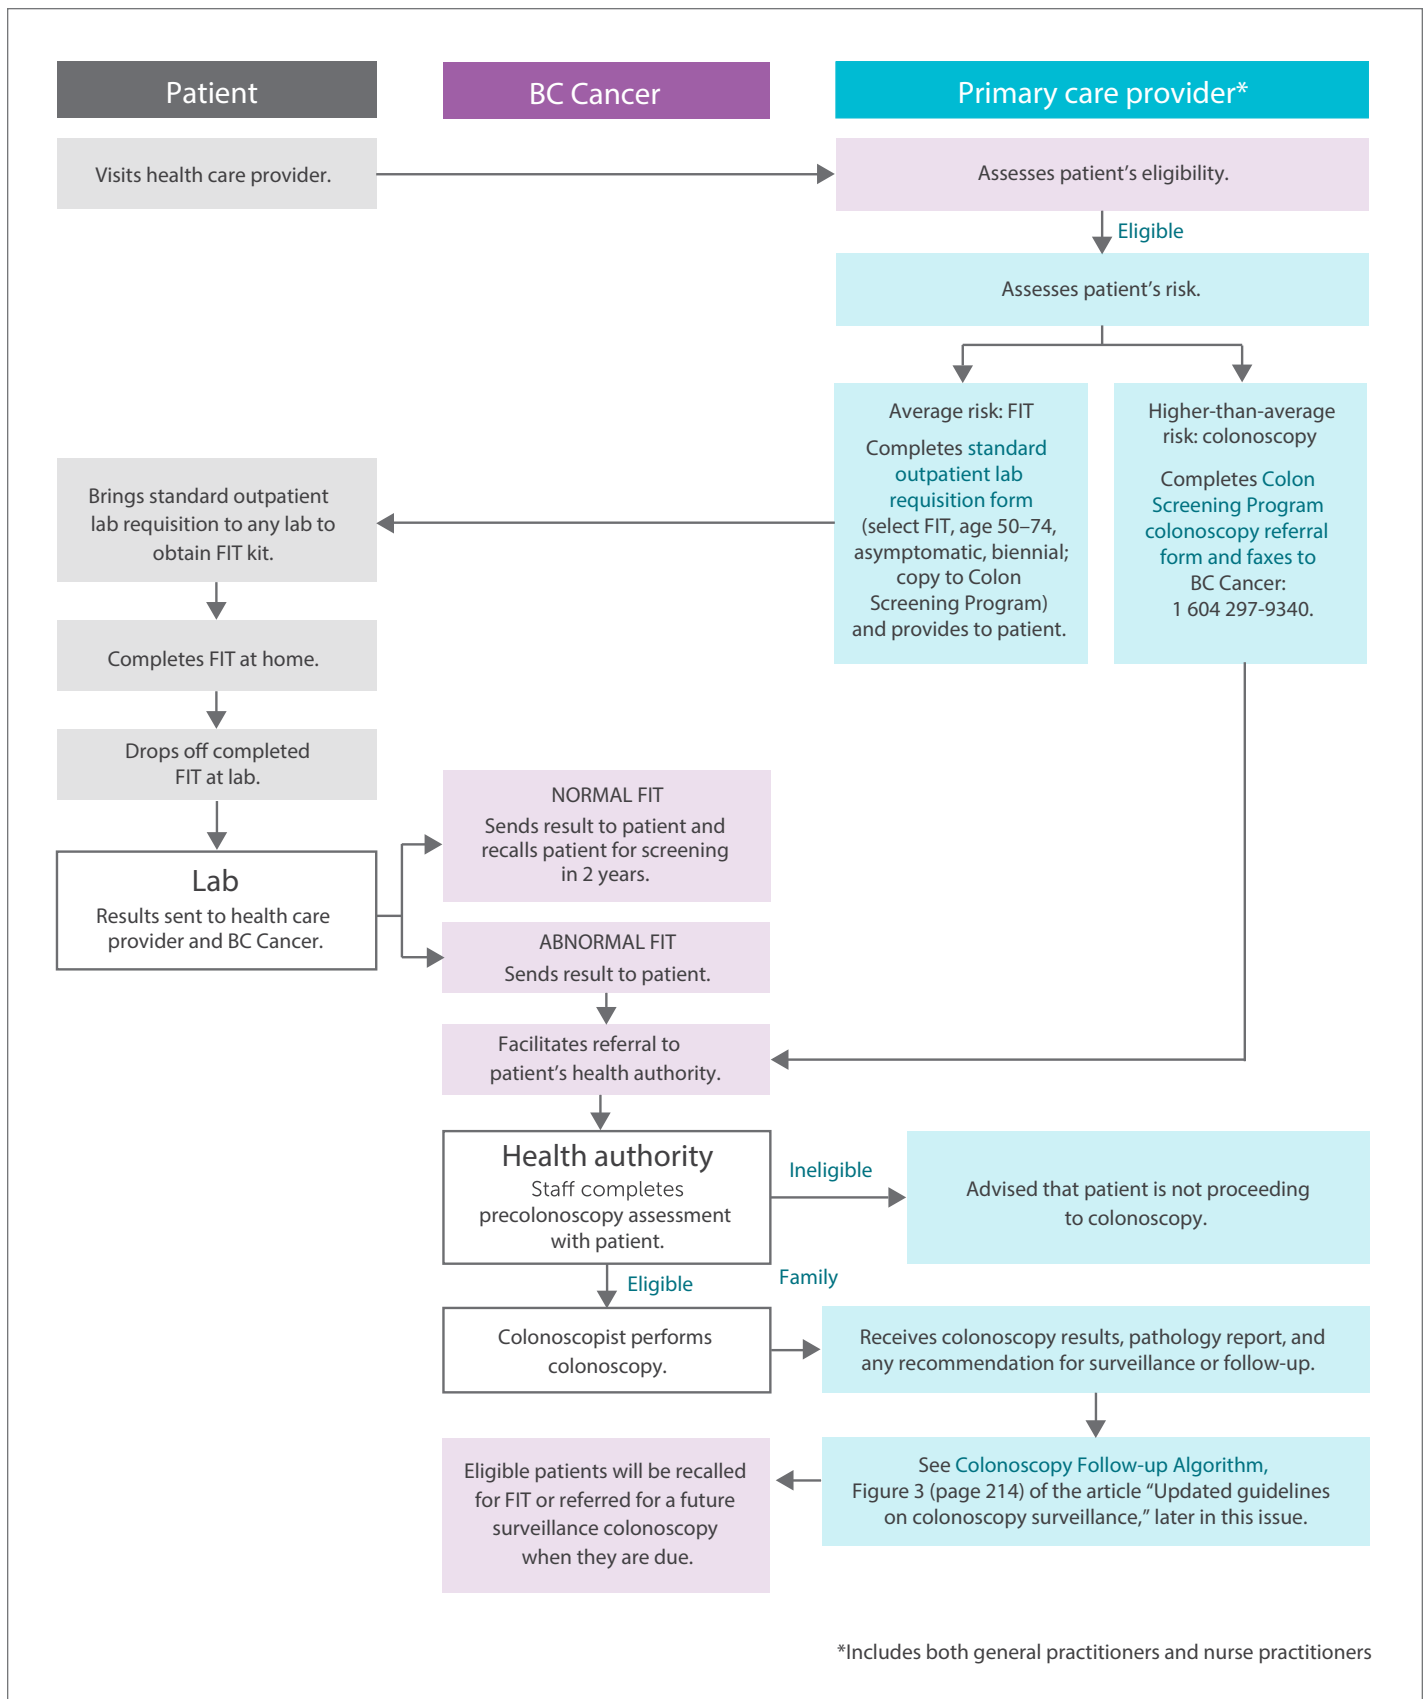 Patient
BC Cancer
Primary care provider*
Visits health care provider.
Assesses patient’s eligibility.
Eligible
Assesses patient’s risk.
Average risk: FIT
Completes standard
outpatient lab
requisition form
(select FIT, age 50–74,
asymptomatic, biennial;
copy to Colon
Screening Program)
and provides to patient.
Higher-than-average
risk: colonoscopy
Completes Colon
Screening Program
colonoscopy referral
form and faxes to
BC Cancer:
1 604 297-9340.
Brings standard outpatient
lab requisition to any lab to
obtain FIT kit.
Completes FIT at home.
Drops off completed
FIT at lab.
Lab
Results sent to health care
provider and BC Cancer.
NORMAL FIT
Sends result to patient and
recalls patient for screening
in 2 years.
ABNORMAL FIT
Sends result to patient.
Facilitates referral to
patient’s health authority.
Health authority
Staff completes
precolonoscopy assessment
with patient.
Ineligible
Advised that patient is not proceeding
to colonoscopy.
Eligible
Family
Colonoscopist performs
colonoscopy.
Receives colonoscopy results, pathology report, and
any recommendation for surveillance or follow-up.
See Colonoscopy Follow-up Algorithm,
Figure 3 (page 214) of the article “Updated guidelines
on colonoscopy surveillance,” later in this issue.
Eligible patients will be recalled
for FIT or referred for a future
surveillance colonoscopy
when they are due.
*Includes both general practitioners and nurse practitioners